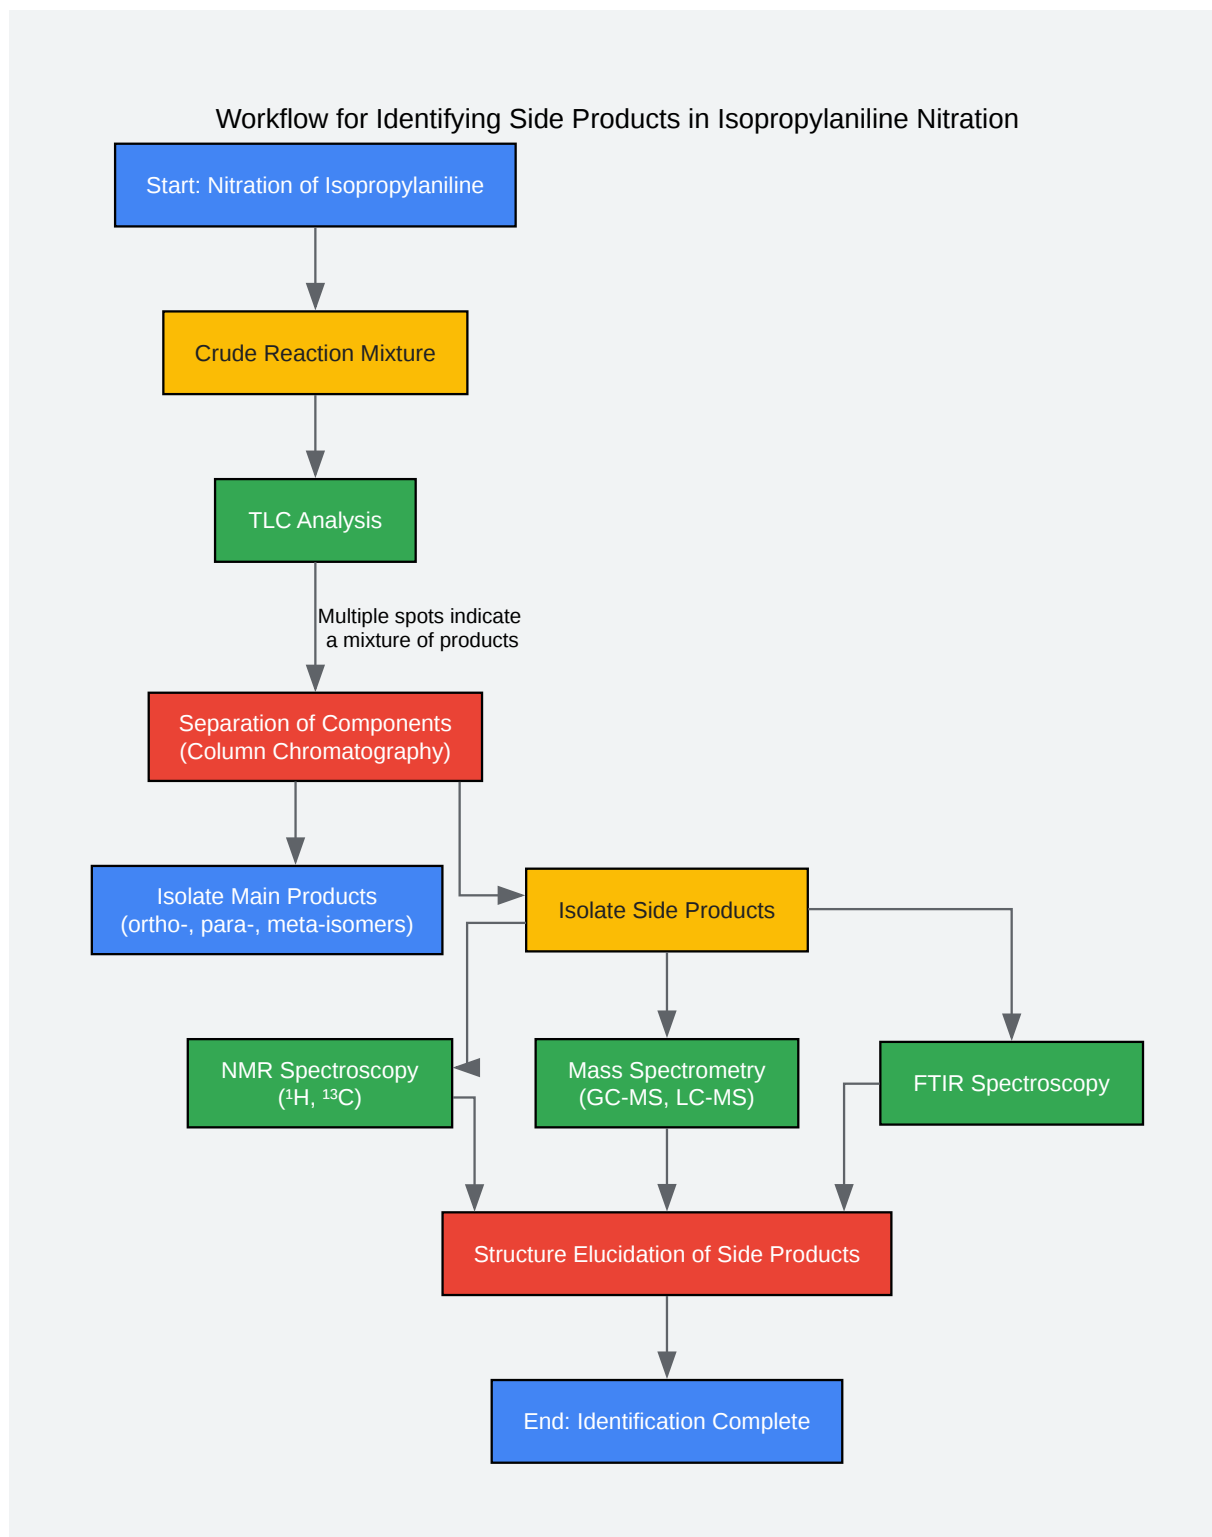 Workflow for Identifying Side Products in Isopropylaniline Nitration
Start: Nitration of Isopropylaniline
Crude Reaction Mixture
TLC Analysis
Multiple spots indicate
a mixture of products
Separation of Components
(Column Chromatography)
Isolate Main Products
(ortho-, para-, meta-isomers)
Isolate Side Products
NMR Spectroscopy
(¹H, ¹³C)
Mass Spectrometry
(GC-MS, LC-MS)
FTIR Spectroscopy
Structure Elucidation of Side Products
End: Identification Complete